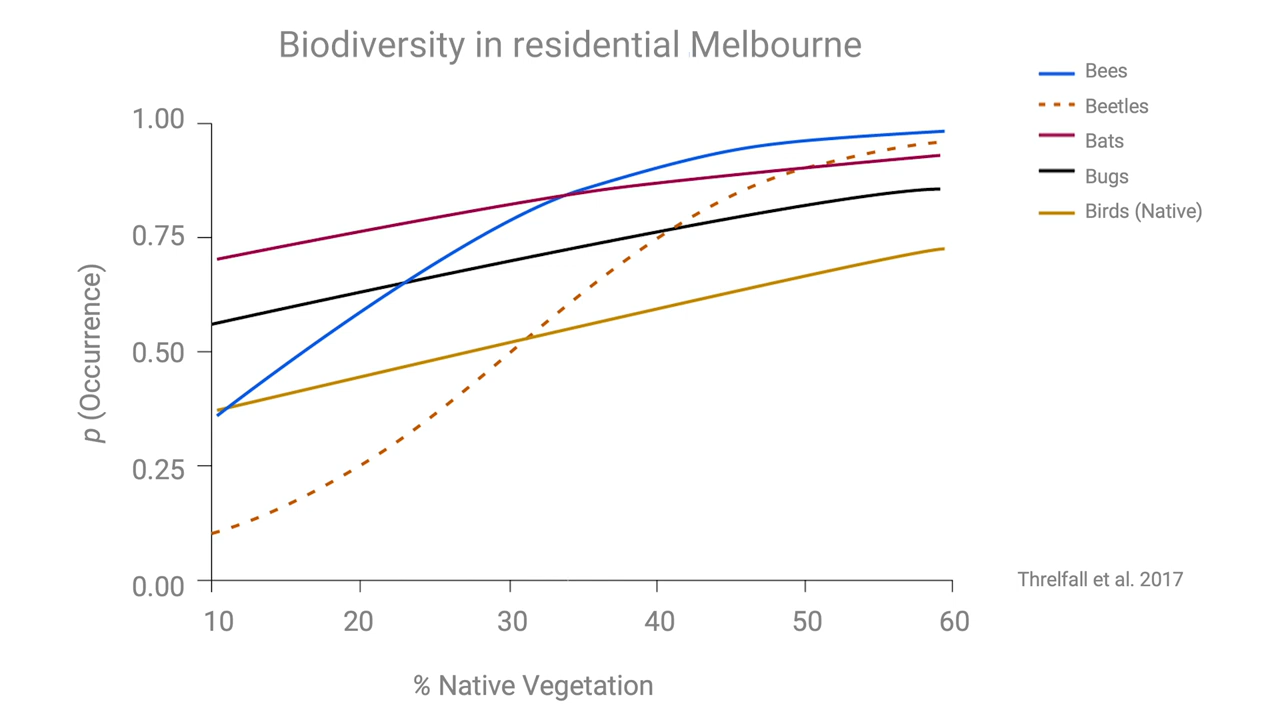 Biodiversity in residential Melbourne
Bees
Beetles
Bats
Bugs
Birds (Native)
1.00
0.75
0.50
0.25
0.00
p (Occurrence)
10 20 30 40 50 60
% Native Vegetation
Threlfall et al. 2017